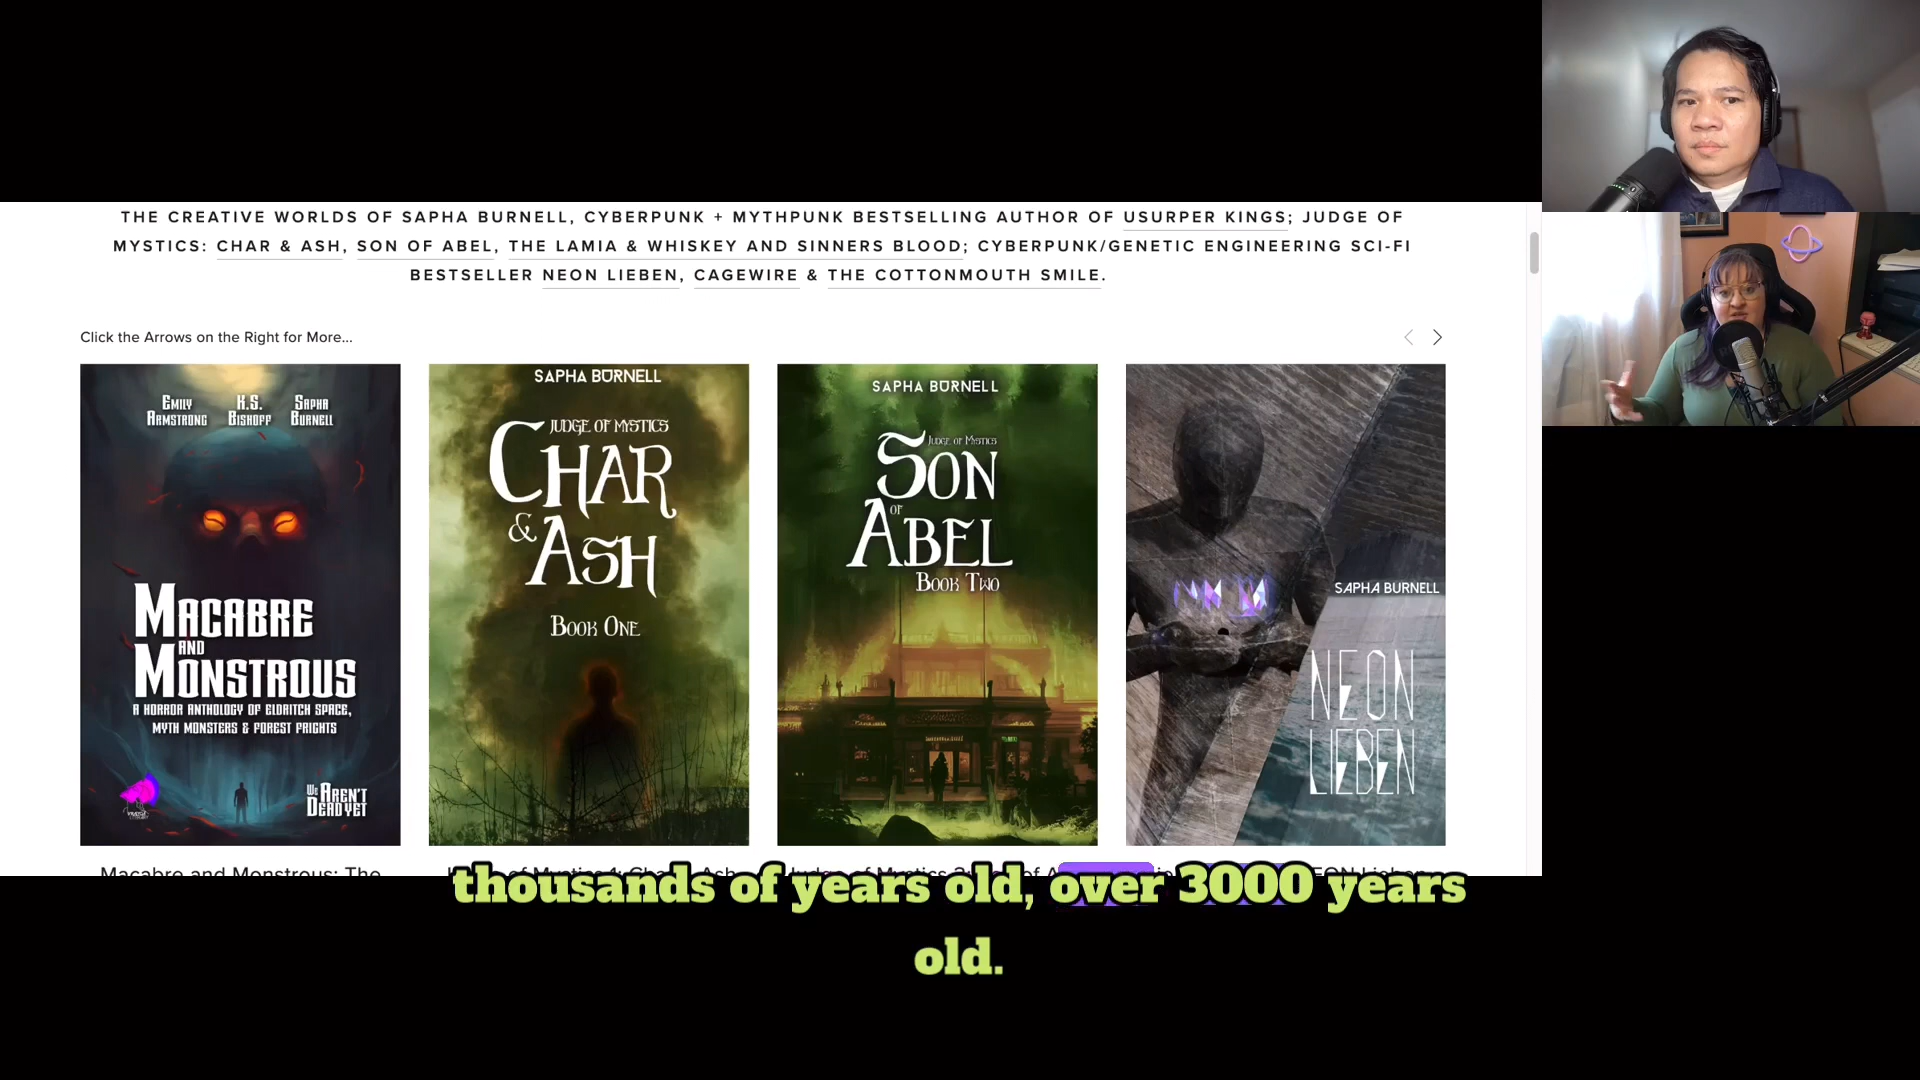 THE CREATIVE WORLDS OF SAPHA BURNELL, CYBERPUNK + MYTHPUNK BESTSELLING AUTHOR OF USURPER KINGS; JUDGE OF
MYSTICS: CHAR & ASH, SON OF ABEL, THE LAMIA & WHISKEY AND SINNERS BLOOD; CYBERPUNK/GENETIC ENGINEERING SCI-FI
BESTSELLER NEON LIEBEN, CAGEWIRE & THE COTTONMOUTH SMILE.
Click the Arrows on the Right for More...
EMILY ARMSTRONG
K.S. BISHOFF
SAPHA BURNELL
MACABRE
AND
MONSTROUS
A HORROR ANTHOLOGY OF ELDRITCH SPACE,
MYTH MONSTERS & FOREST FRIGHTS
WE AREN'T
DEAD YET
SAPHA BURNELL
JUDGE OF MYSTICS
CHAR
& ASH
BOOK ONE
SAPHA BURNELL
JUDGE OF MYSTICS
SON
OF
ABEL
BOOK TWO
SAPHA BURNELL
NEON
LIEBEN
Macabre and Monstrous: The
thousands of years old, over 3000 years
old.